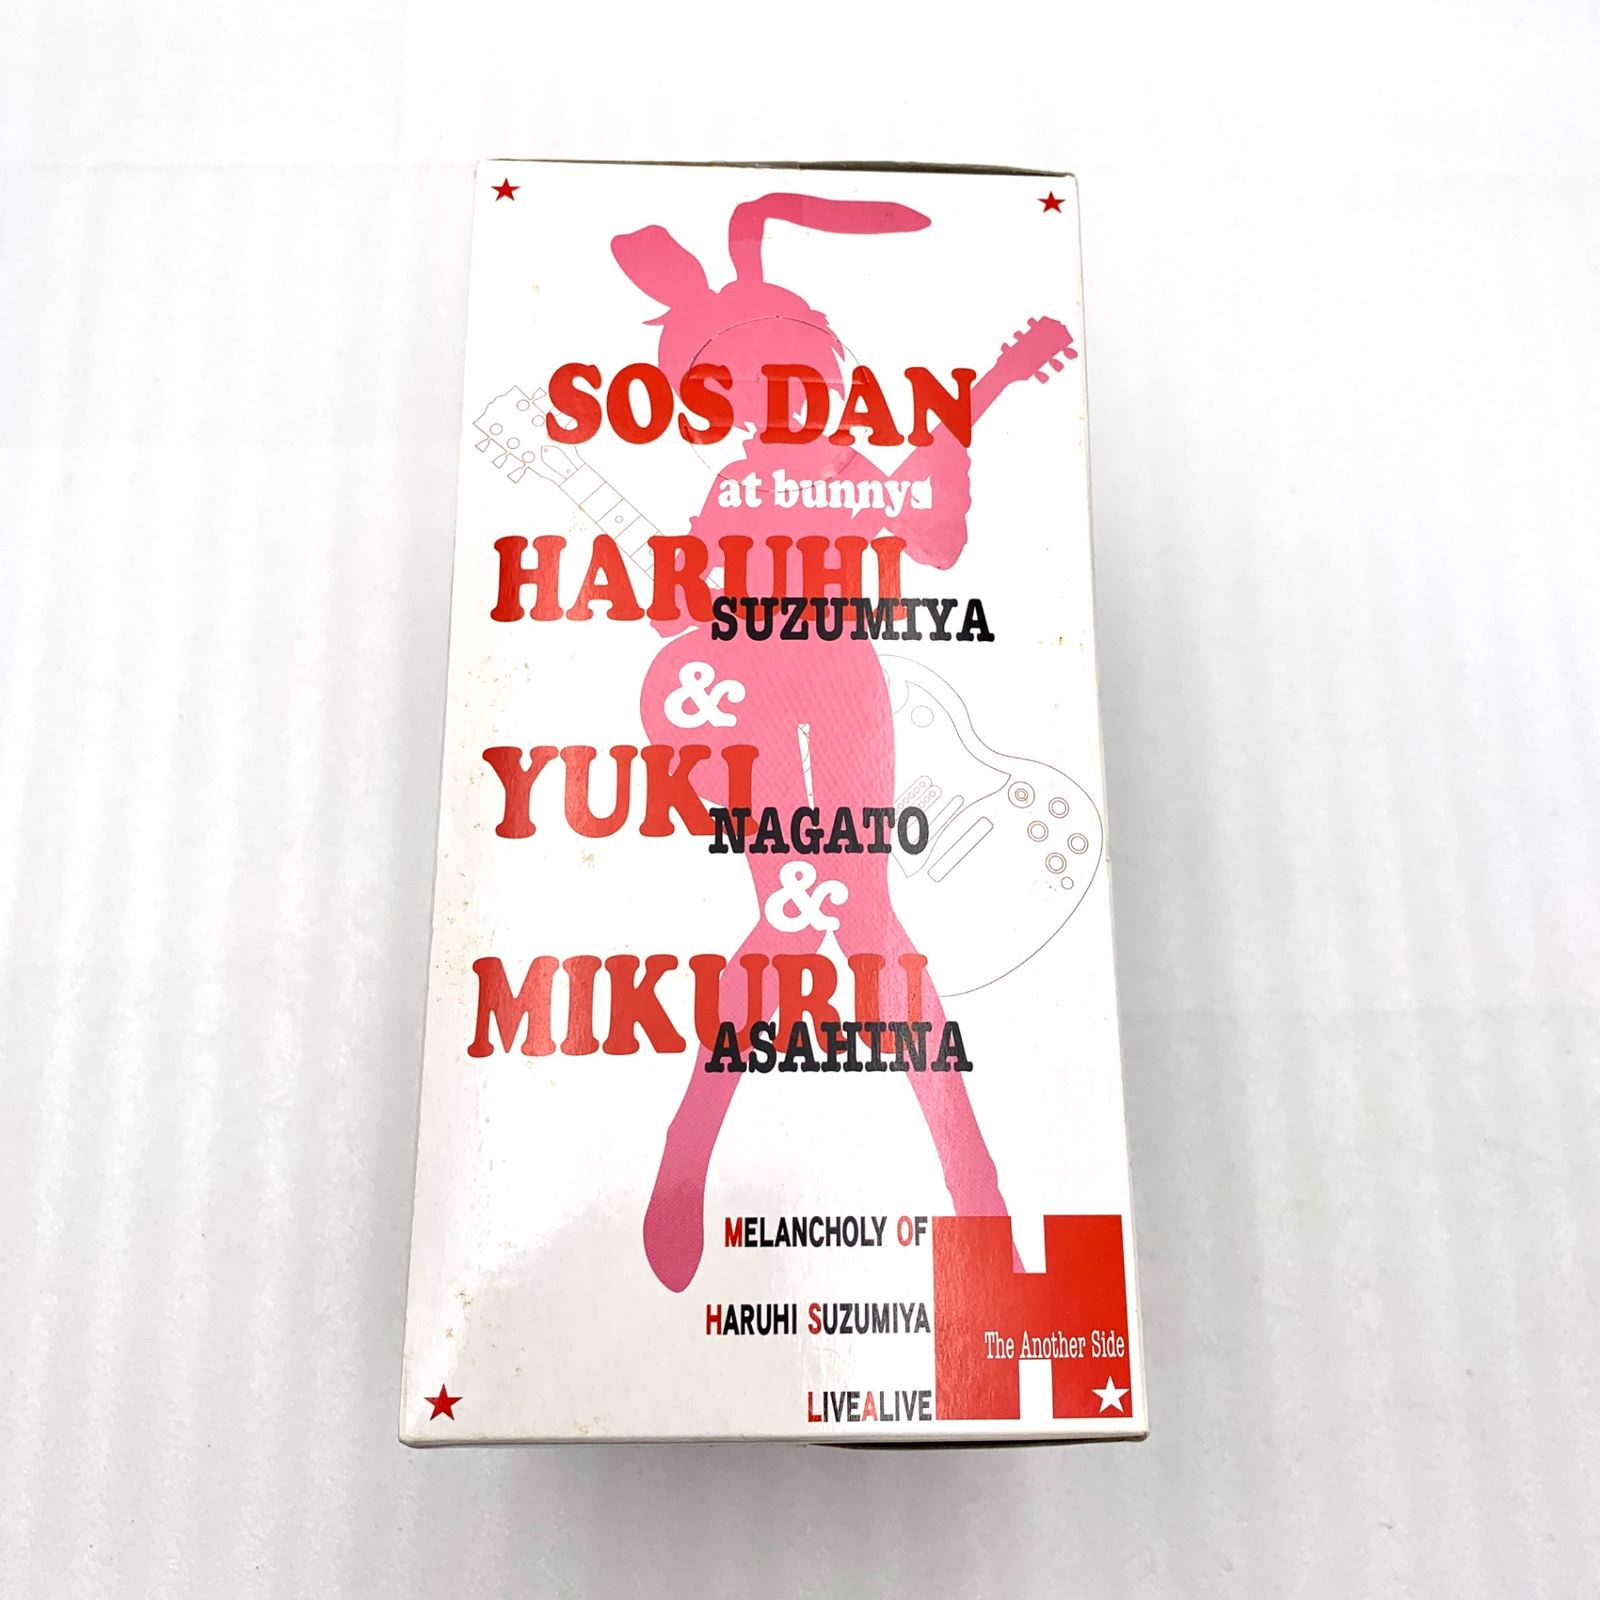 SOS DAN
at bunnys
HARUHI
SUZUMIYA
&
YUKI
NAGATO
&
MIKURU
ASAHINA
MELANCHOLY OF
HARUHI SUZUMIYA
The Another Side
LIVEALIVE